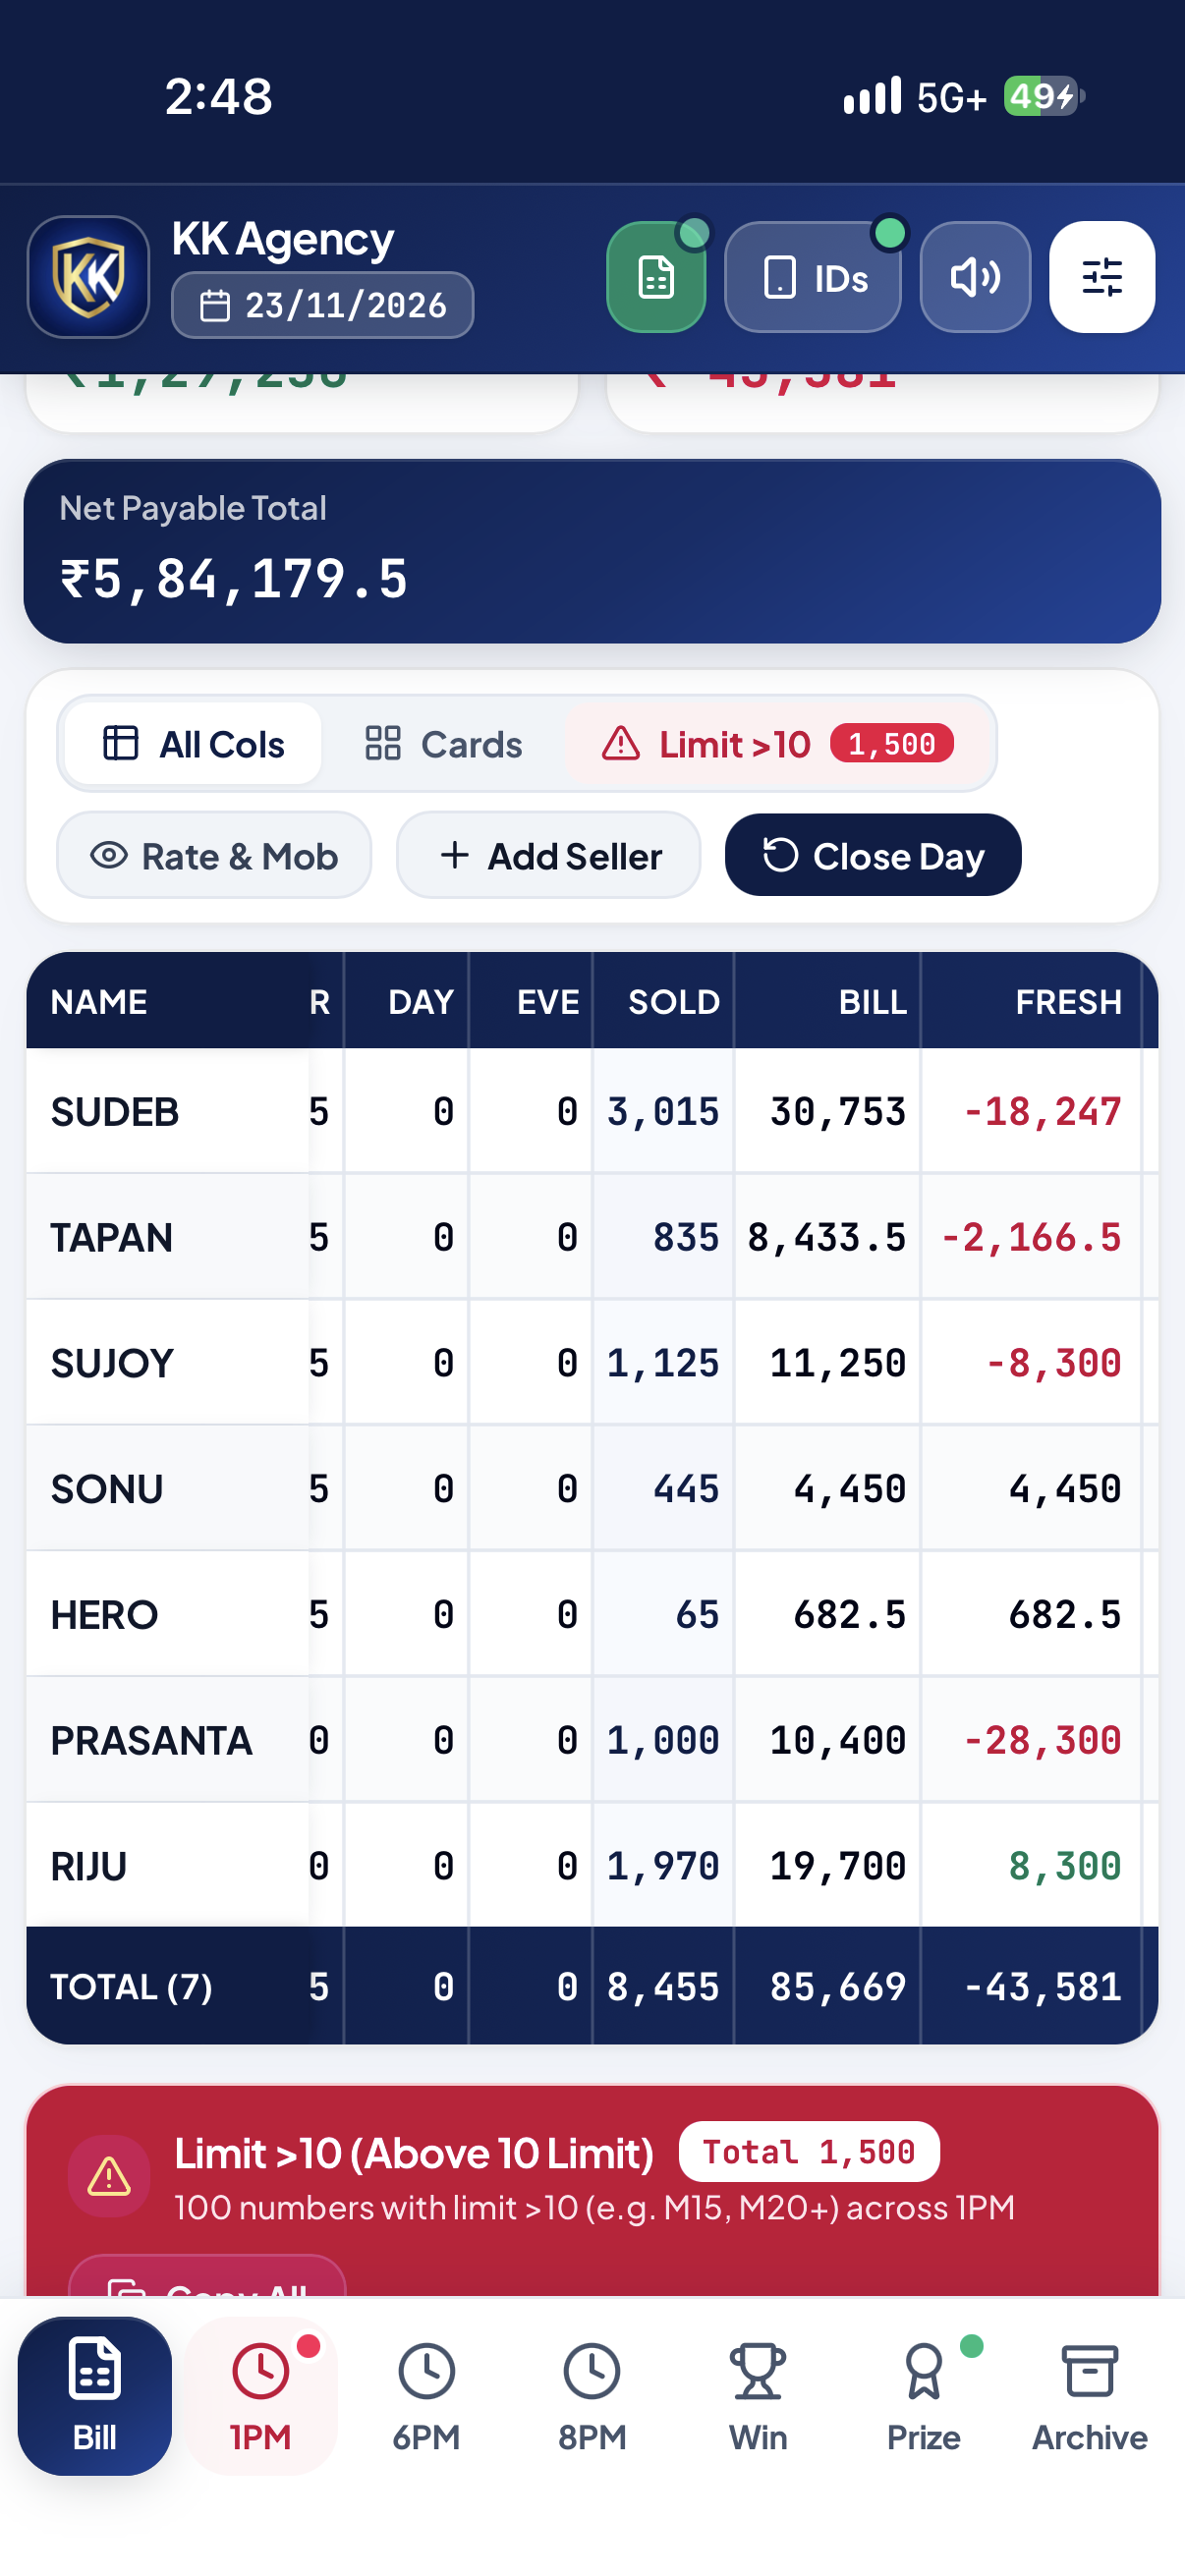 2:48 5G+ 49
KK Agency
23/11/2026
IDs
Net Payable Total
₹5,84,179.5
All Cols Cards Limit >10 1,500
Rate & Mob + Add Seller Close Day
NAME R DAY EVE SOLD BILL FRESH
SUDEB 5 0 0 3,015 30,753 -18,247
TAPAN 5 0 0 835 8,433.5 -2,166.5
SUJOY 5 0 0 1,125 11,250 -8,300
SONU 5 0 0 445 4,450 4,450
HERO 5 0 0 65 682.5 682.5
PRASANTA 0 0 0 1,000 10,400 -28,300
RIJU 0 0 0 1,970 19,700 8,300
TOTAL (7) 5 0 0 8,455 85,669 -43,581
Limit >10 (Above 10 Limit) Total 1,500
100 numbers with limit >10 (e.g. M15, M20+) across 1PM
Copy All
Bill 1PM 6PM 8PM Win Prize Archive